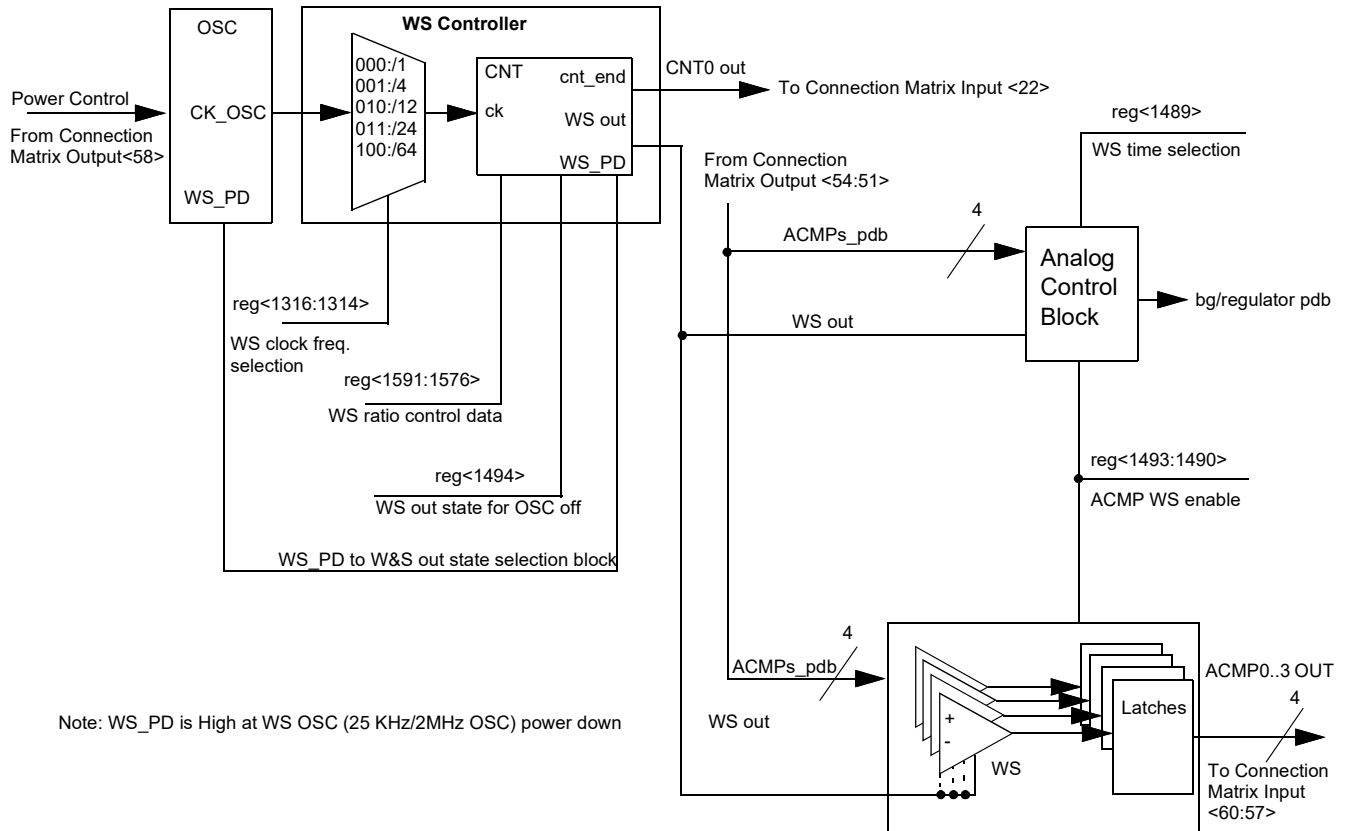 OSC
WS Controller
Power Control
From Connection
Matrix Output<58>
CK_OSC
WS_PD
000:/1
001:/4
010:/12
011:/24
100:/64
CNT
cnt_end
ck
WS out
WS_PD
CNT0 out
To Connection Matrix Input <22>
reg<1489>
WS time selection
From Connection
Matrix Output <54:51>
4
ACMPs_pdb
Analog
Control
Block
bg/regulator pdb
WS out
reg<1316:1314>
WS clock freq.
selection
reg<1591:1576>
WS ratio control data
reg<1494>
WS out state for OSC off
WS_PD to W&S out state selection block
reg<1493:1490>
ACMP WS enable
4
ACMPs_pdb
WS out
+
-
WS
Latches
ACMP0..3 OUT
4
To Connection
Matrix Input
<60:57>
Note: WS_PD is High at WS OSC (25 KHz/2MHz OSC) power down